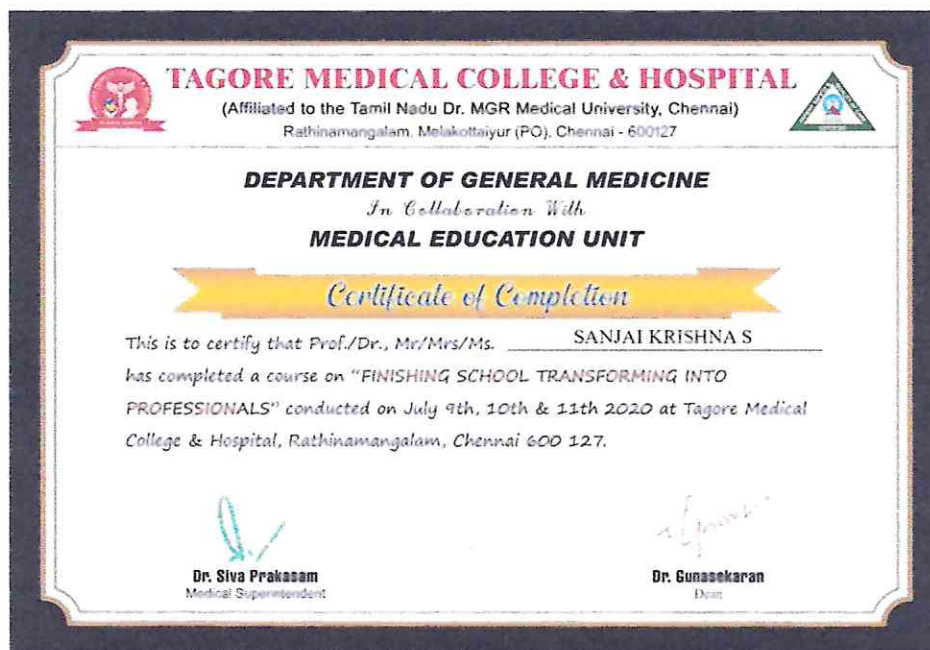 TAGORE MEDICAL COLLEGE & HOSPITAL
(Affiliated to the Tamil Nadu Dr. MGR Medical University, Chennai)
Rathinamangalam, Melakottaiyur (PO), Chennai - 600127
DEPARTMENT OF GENERAL MEDICINE
In Collaboration With
MEDICAL EDUCATION UNIT
Certificate of Completion
This is to certify that Prof./Dr., Mr/Mrs/Ms. SANJAI KRISHNA S
has completed a course on "FINISHING SCHOOL TRANSFORMING INTO
PROFESSIONALS" conducted on July 9th, 10th & 11th 2020 at Tagore Medical
College & Hospital, Rathinamangalam, Chennai 600 127.
Dr. Siva Prakasam
Medical Superintendent
Dr. Gunasekaran
Dean